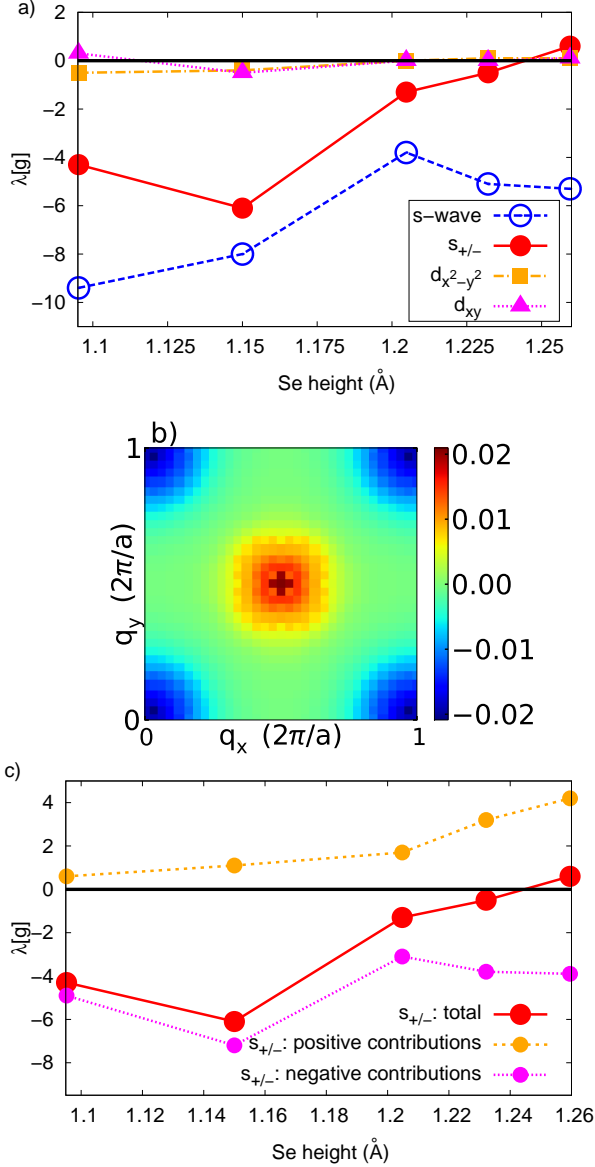 a)
2
0
−2
−4
−6
−8
−10
λ[g]
s−wave
s+/−
dx²−y²
dxy
1.1 1.125 1.15 1.175 1.2 1.225 1.25
Se height (Å)
b)
1
0
qy (2π/a)
0 1
qx (2π/a)
0.02
0.01
0.00
−0.01
−0.02
c)
4
2
0
−2
−4
−6
−8
λ[g]
s+/−: total
s+/−: positive contributions
s+/−: negative contributions
1.1 1.12 1.14 1.16 1.18 1.2 1.22 1.24 1.26
Se height (Å)